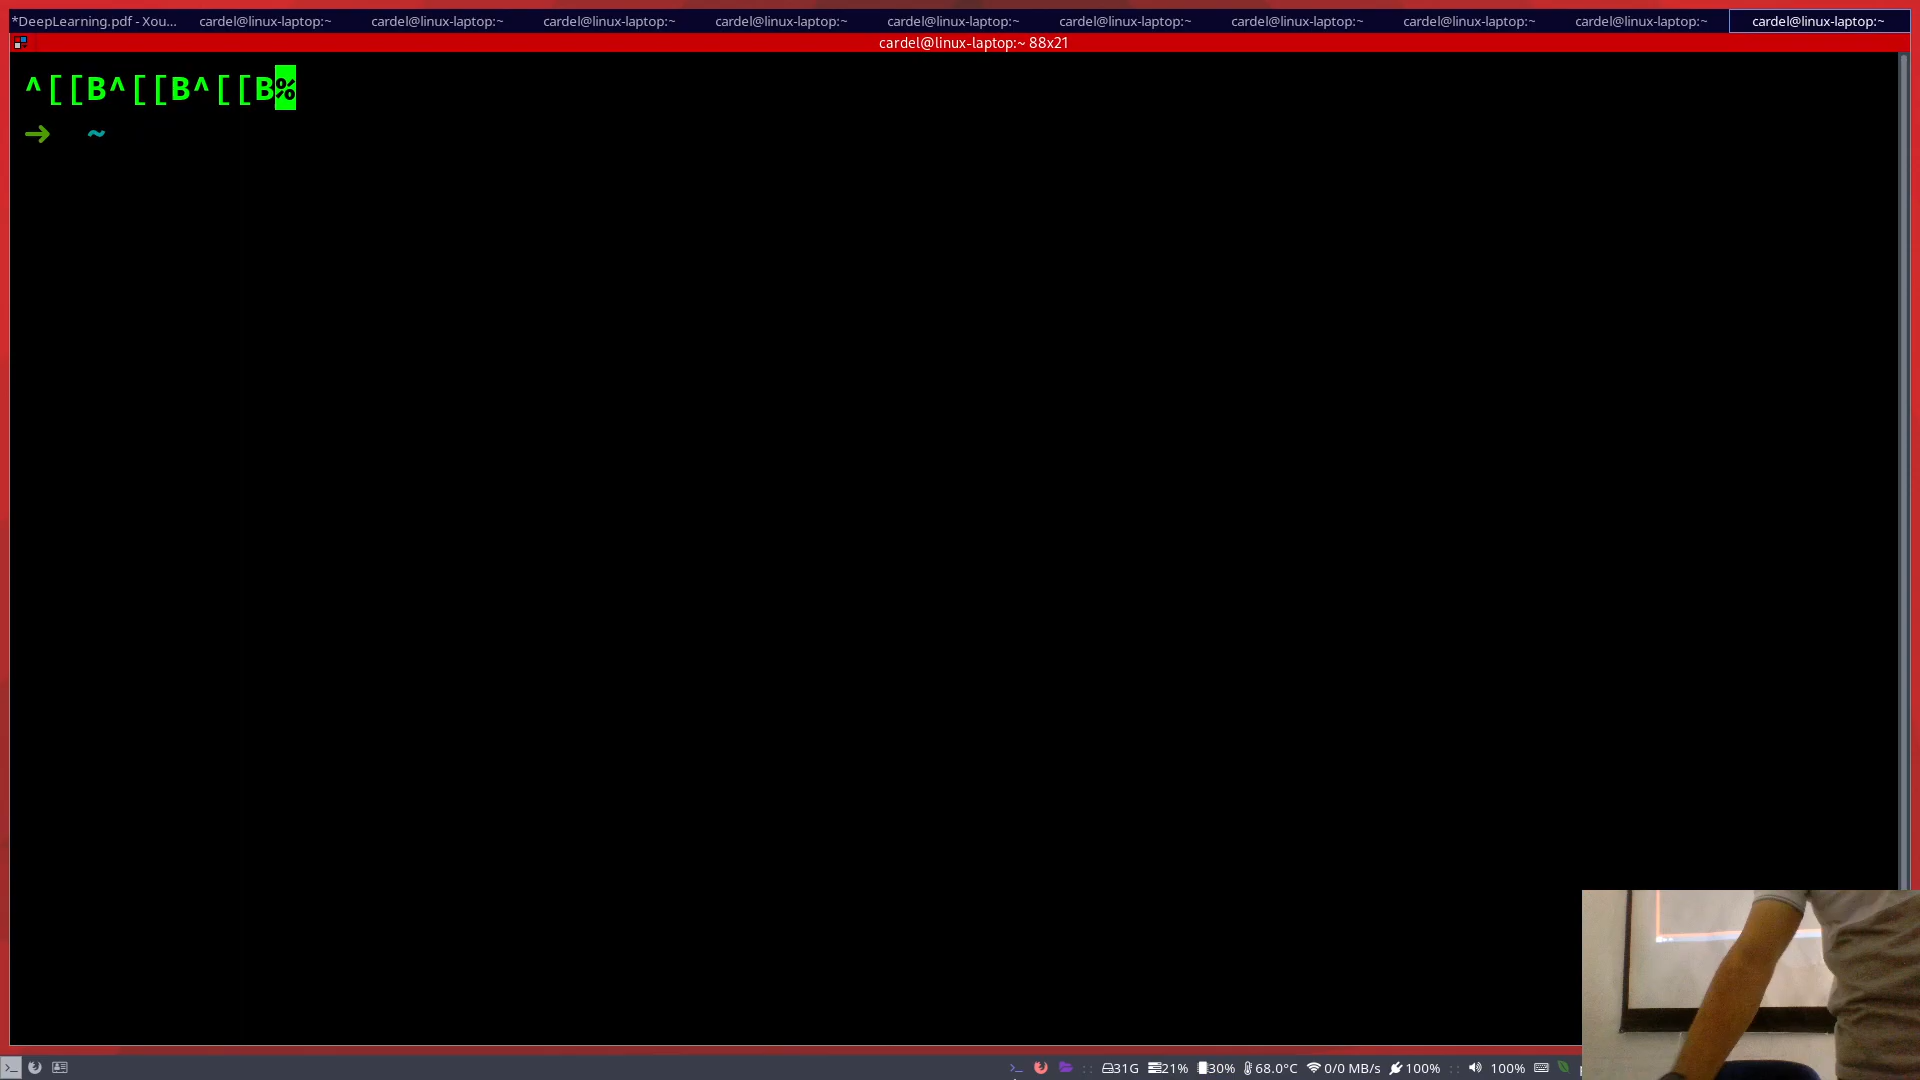 *DeepLearning.pdf - Xou... cardel@linux-laptop:~ cardel@linux-laptop:~ cardel@linux-laptop:~ cardel@linux-laptop:~ cardel@linux-laptop:~ cardel@linux-laptop:~ cardel@linux-laptop:~ cardel@linux-laptop:~ cardel@linux-laptop:~ cardel@linux-laptop:~
cardel@linux-laptop:~ 88x21
^[[B^[[B^[[B%
➜ ~
31G 21% 30% 68.0°C 0/0 MB/s 100% :: 100%